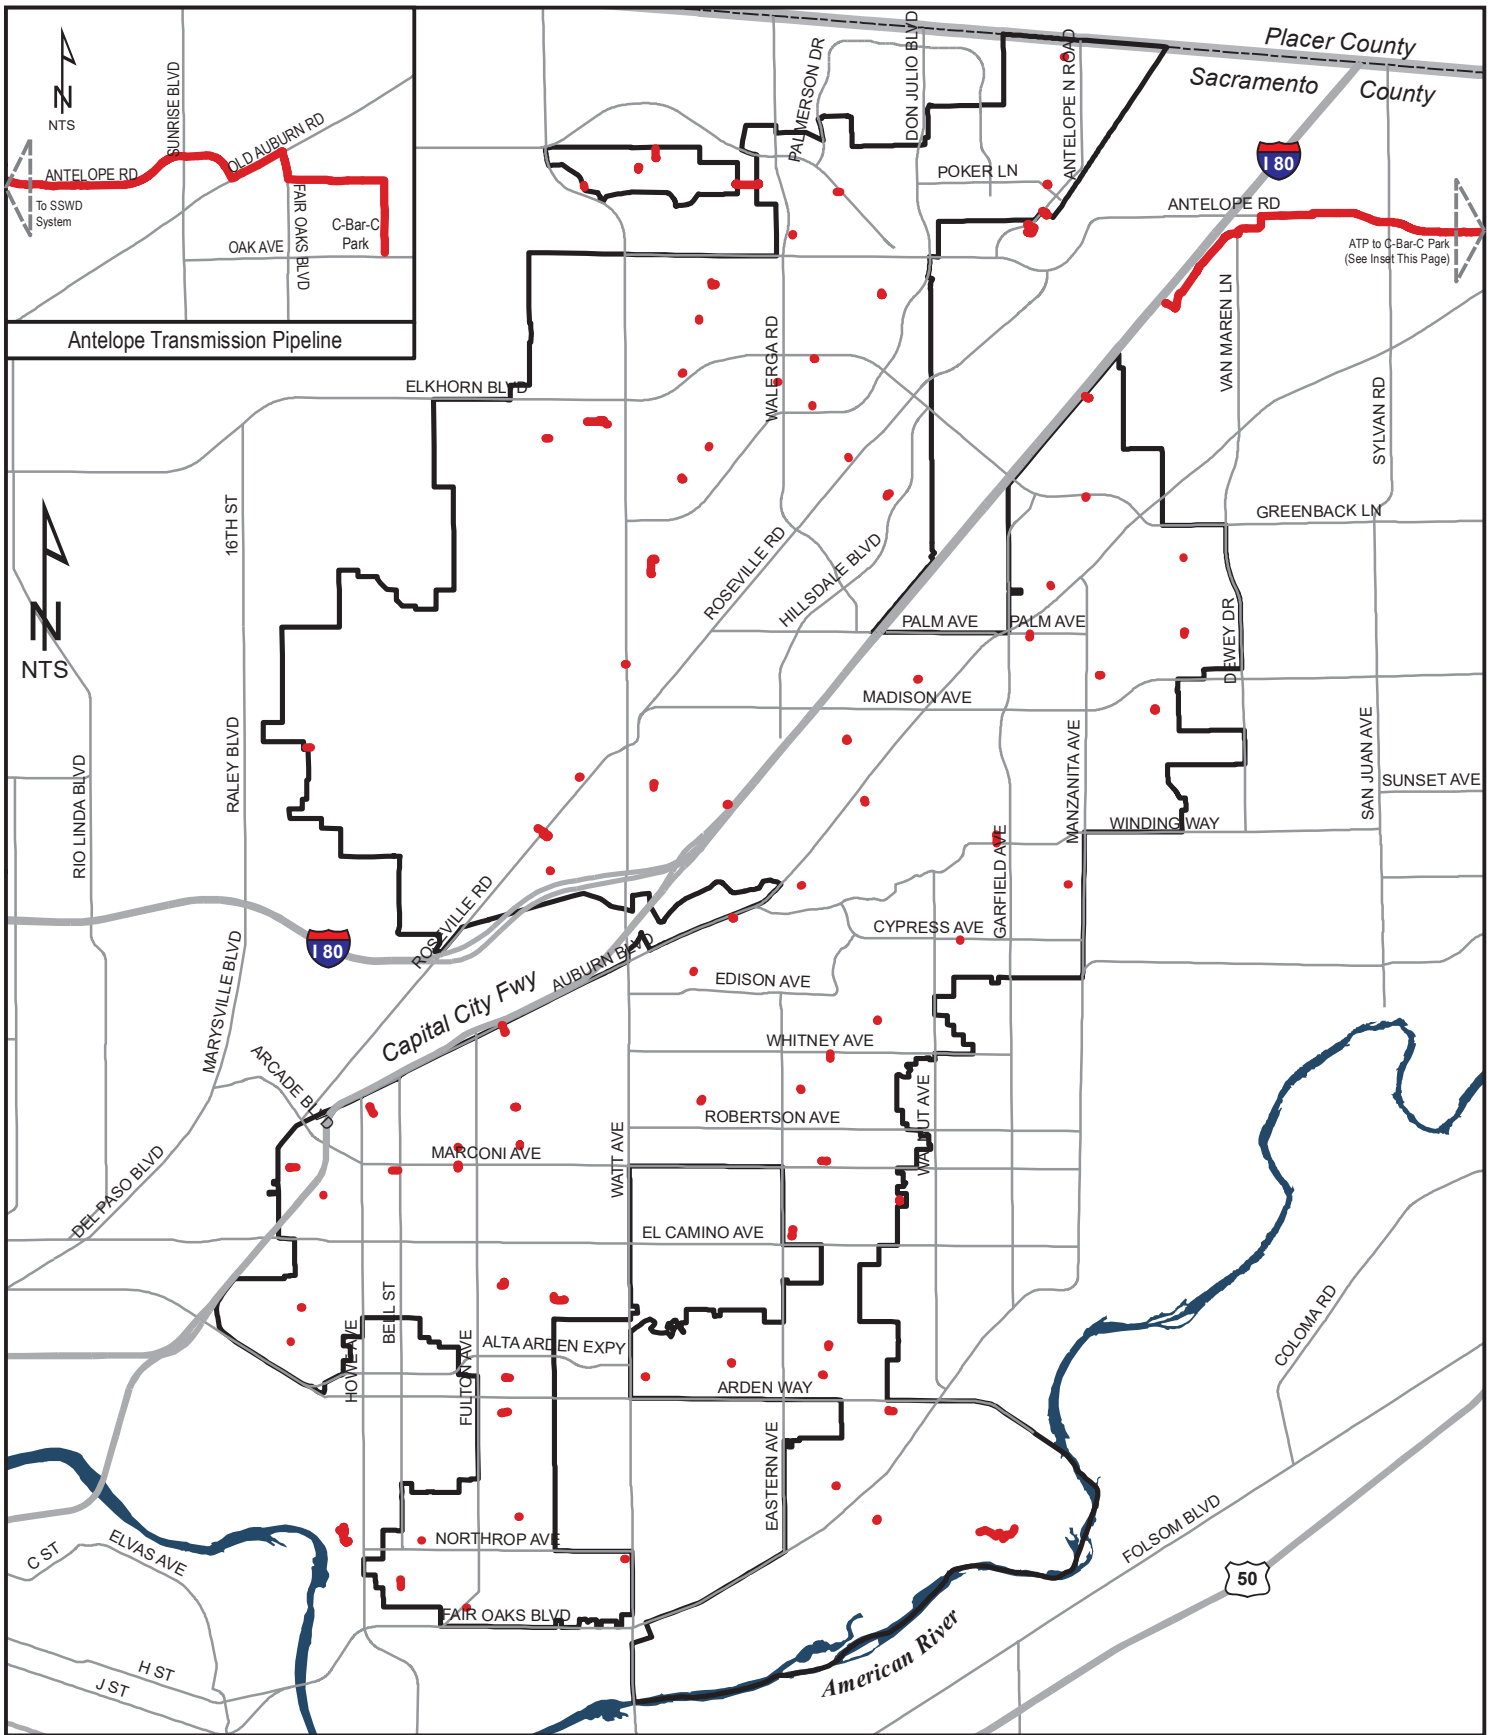 NTS
SUNRISE BLVD
OLD AUBURN RD
ANTELOPE RD
To SSWD
System
FAIR OAKS BLVD
C-Bar-C
Park
OAK AVE
Antelope Transmission Pipeline
PALMERSON DR
DON JULIO BLVD
ANTELOPE N ROAD
Placer County
Sacramento County
I 80
POKER LN
ANTELOPE RD
ATP to C-Bar-C Park
(See Inset This Page)
VAN MAREN LN
WALERGA RD
SYLVAN RD
ELKHORN BLVD
16TH ST
GREENBACK LN
N
NTS
ROSEVILLE RD
HILLSDALE BLVD
PALM AVE
PALM AVE
DEWEY DR
MADISON AVE
RALEY BLVD
RIO LINDA BLVD
MANZANITA AVE
SAN JUAN AVE
SUNSET AVE
WINDING WAY
GARFIELD AVE
ROSEVILLE RD
CYPRESS AVE
I 80
MARYSVILLE BLVD
AUBURN BLVD
Capital City Fwy
EDISON AVE
WHITNEY AVE
ARCADE BLVD
WALNUT AVE
ROBERTSON AVE
MARCONI AVE
WATT AVE
DEL PASO BLVD
EL CAMINO AVE
BELL ST
HOWE AVE
FULTON AVE
ALTA ARDEN EXPY
COLOMA RD
ARDEN WAY
EASTERN AVE
NORTHROP AVE
C ST
ELVAS AVE
FOLSOM BLVD
50
FAIR OAKS BLVD
American River
H ST
J ST